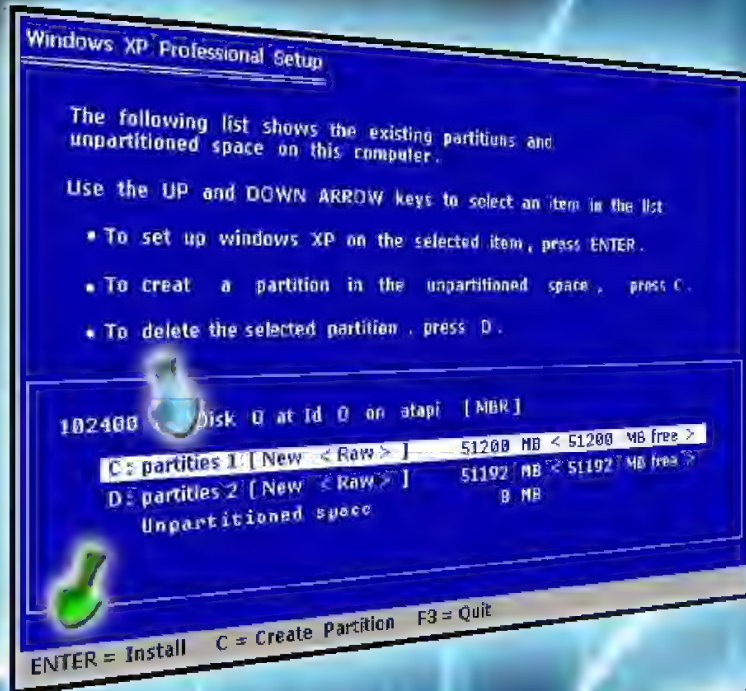 Windows XP Professional Setup
The following list shows the existing partitions and
unpartitioned space on this computer.
Use the UP and DOWN ARROW keys to select an item in the list
• To set up windows XP on the selected item, press ENTER.
• To creat a partition in the unpartitioned space, press C.
• To delete the selected partition. press D.
102400 Disk 0 at Id 0 on atapi [MBR]
C: partities 1 [New <Raw>] 51200 MB <51200 MB free>
D: partities 2 [New <Raw>] 51192 MB <51192 MB free>
Unpartitioned space 8 MB
ENTER = Install C = Create Partition F3 = Quit